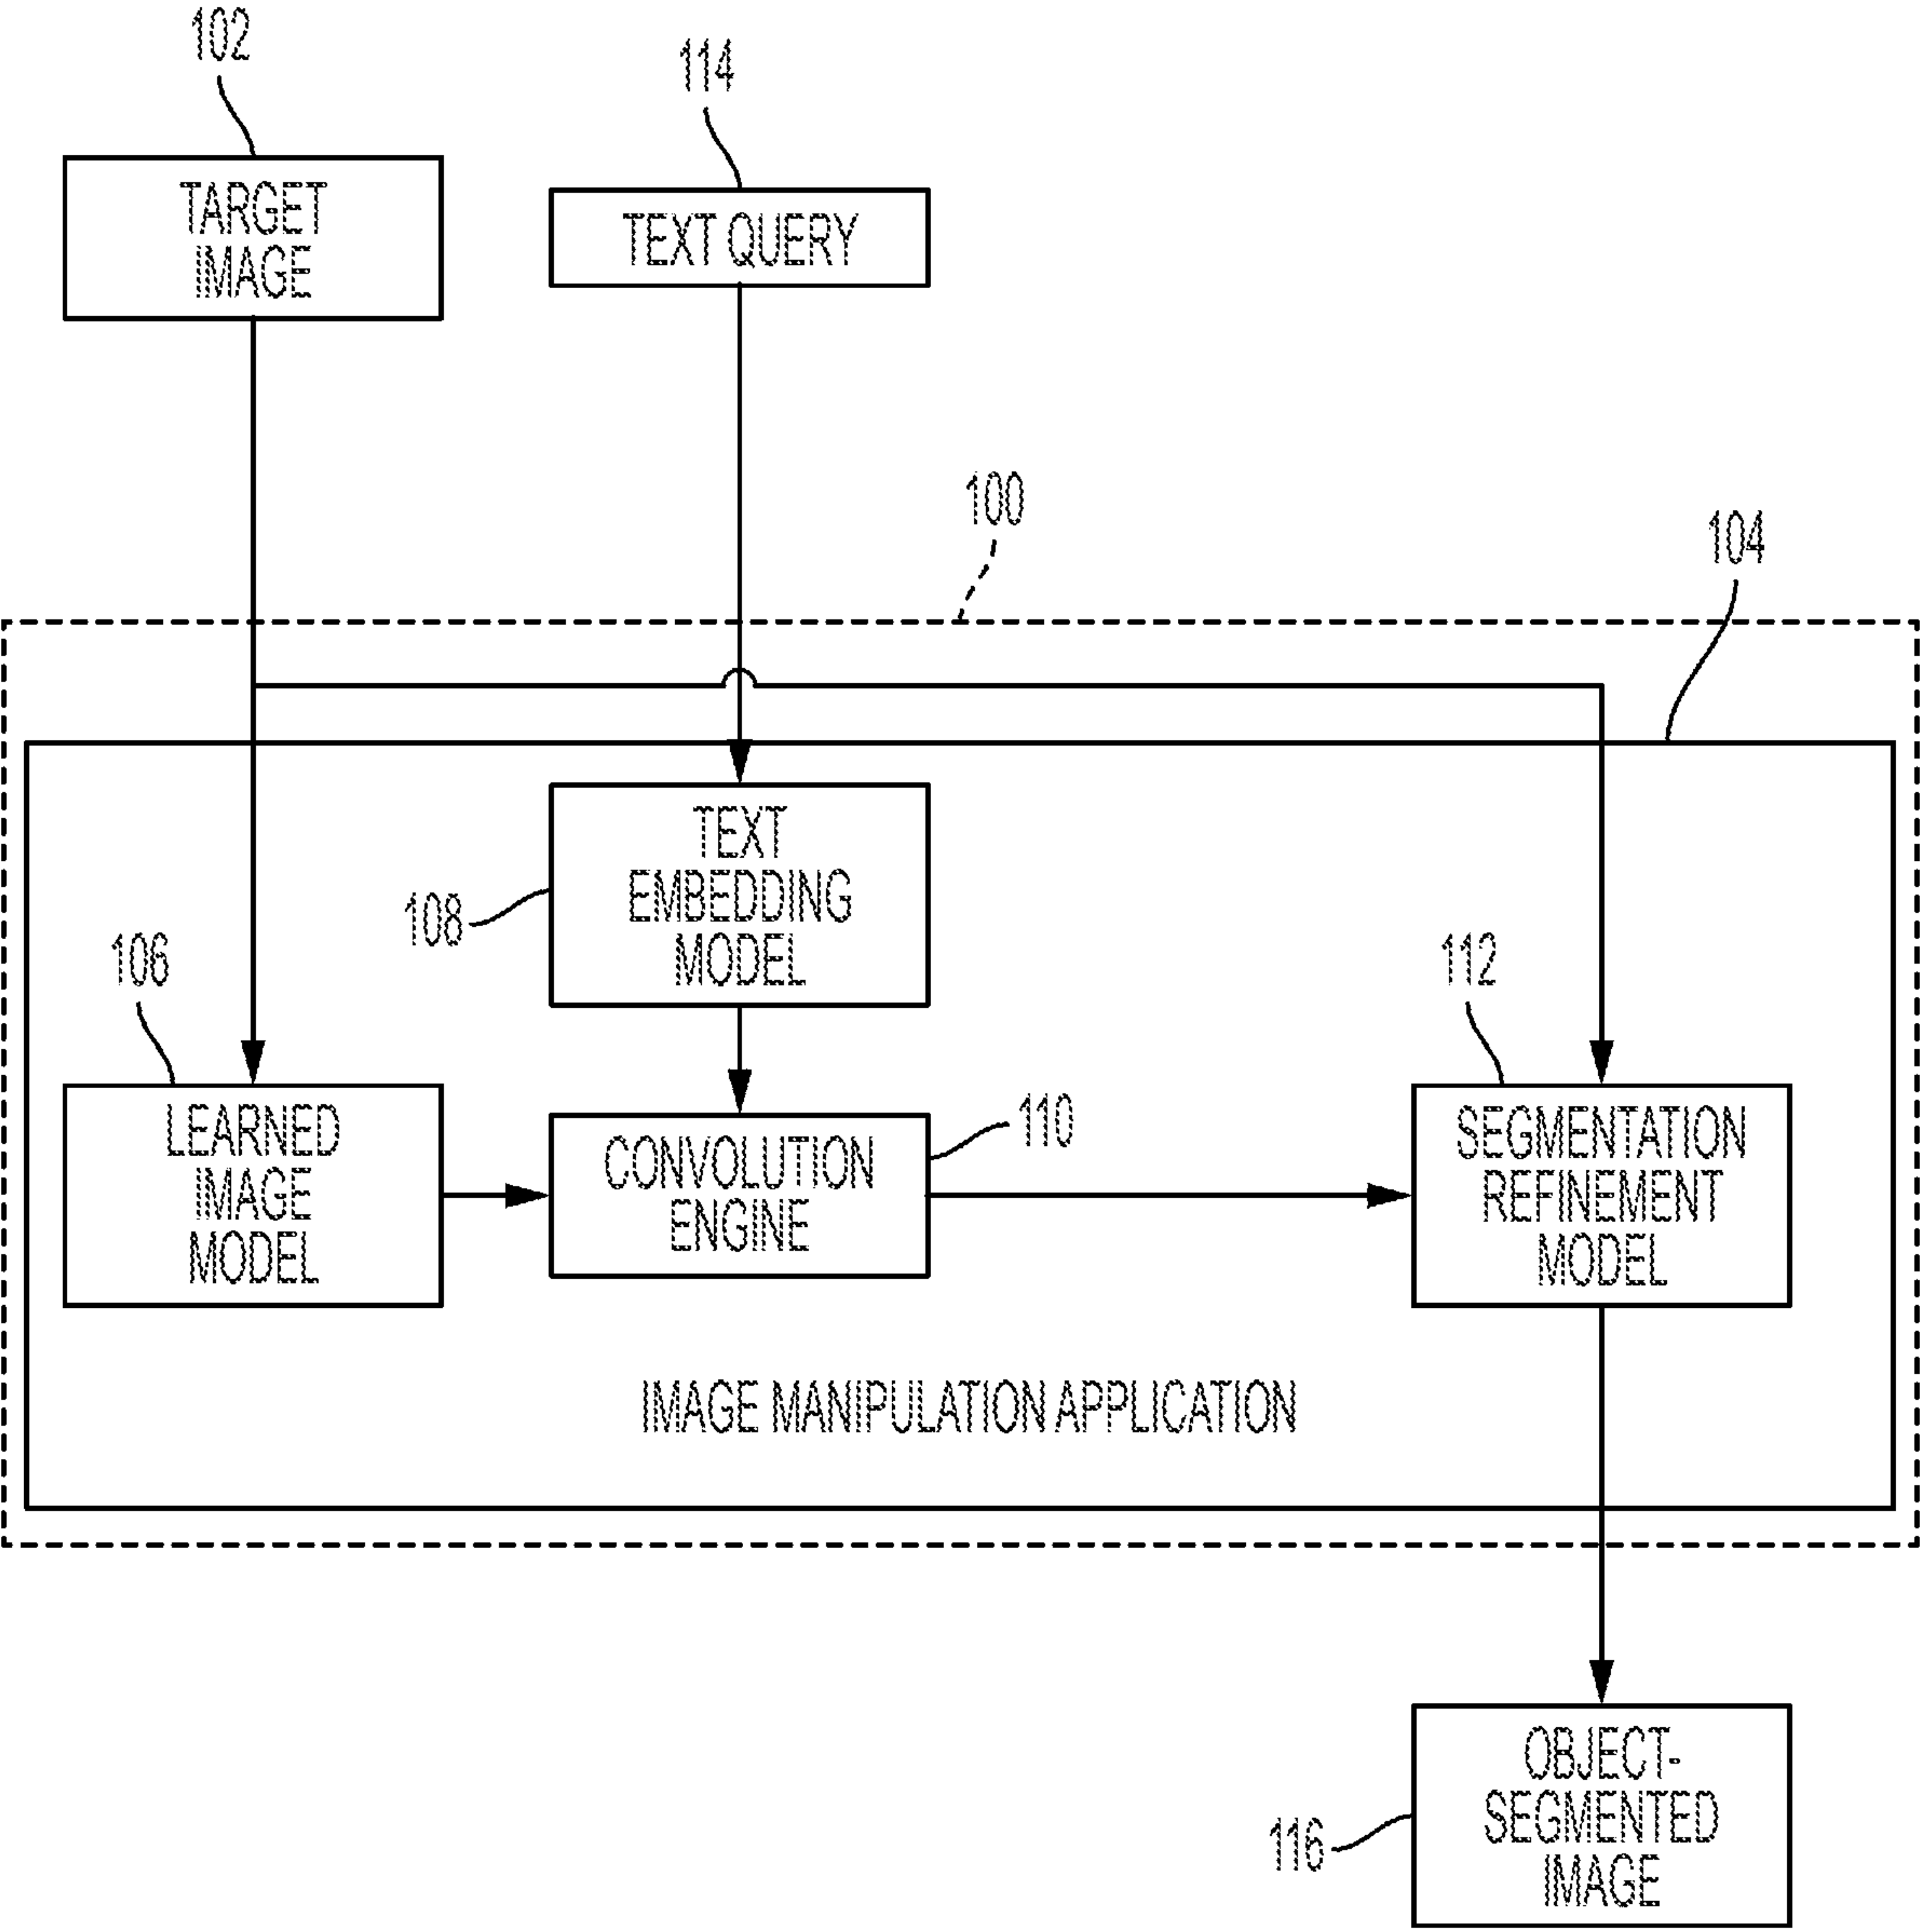 102
114
TARGET
IMAGE
TEXT QUERY
100
104
TEXT
EMBEDDING
MODEL
108
106
112
LEARNED
IMAGE
MODEL
CONVOLUTION
ENGINE
110
SEGMENTATION
REFINEMENT
MODEL
IMAGE MANIPULATION APPLICATION
OBJECT-
SEGMENTED
IMAGE
116